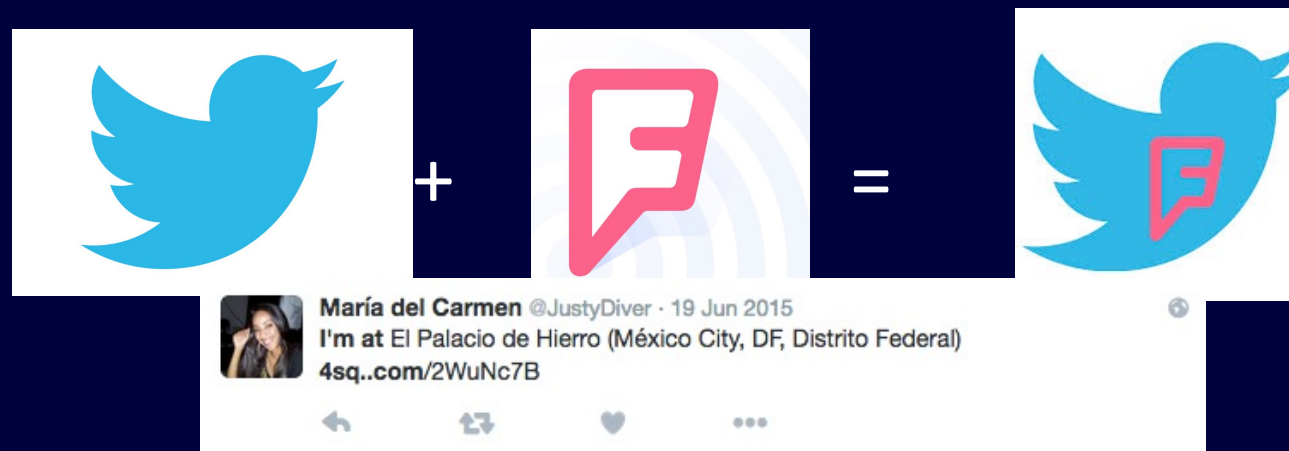 + =
María del Carmen @JustyDiver · 19 Jun 2015
I'm at El Palacio de Hierro (México City, DF, Distrito Federal)
4sq..com/2WuNc7B